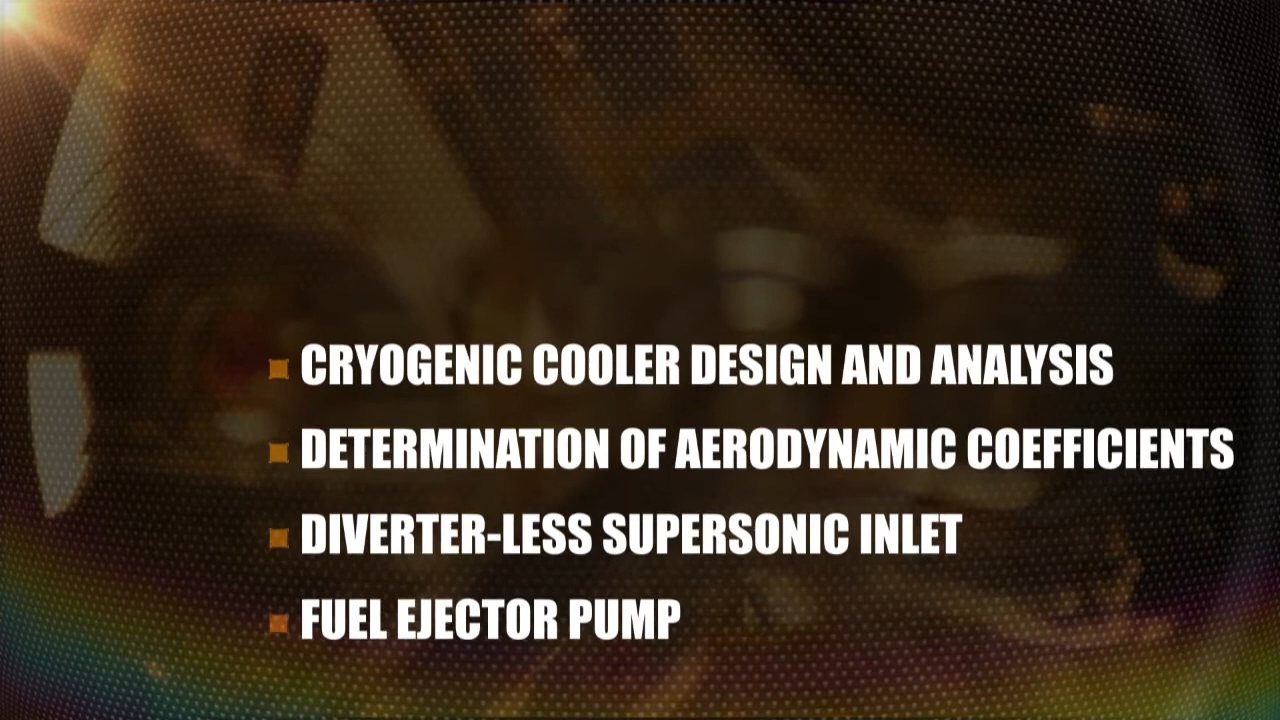 CRYOGENIC COOLER DESIGN AND ANALYSIS
DETERMINATION OF AERODYNAMIC COEFFICIENTS
DIVERTER-LESS SUPERSONIC INLET
FUEL EJECTOR PUMP